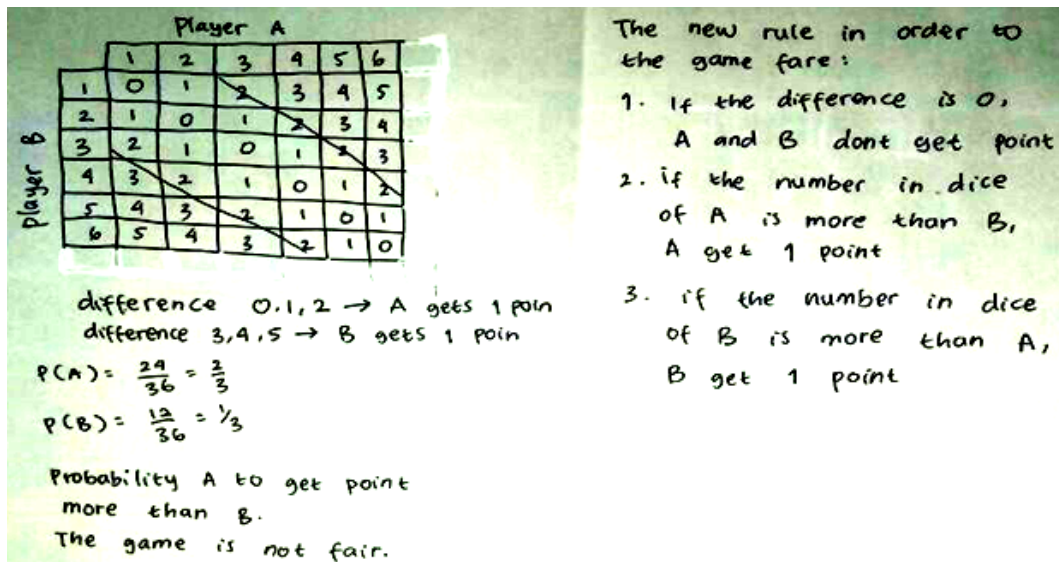 Player A
1 2 3 4 5 6
Player B
1 0 1 2 3 4 5
2 1 0 1 2 3 4
3 2 1 0 1 2 3
4 3 2 1 0 1 2
5 4 3 2 1 0 1
6 5 4 3 2 1 0
difference 0.1,2 → A gets 1 poin
difference 3,4,5 → B gets 1 poin
P(A) = 24/36 = 2/3
P(B) = 12/36 = 1/3
Probability A to get point
more than B.
The game is not fair.
The new rule in order to
the game fare :
1. If the difference is 0,
A and B dont get point
2. if the number in dice
of A is more than B,
A get 1 point
3. if the number in dice
of B is more than A,
B get 1 point